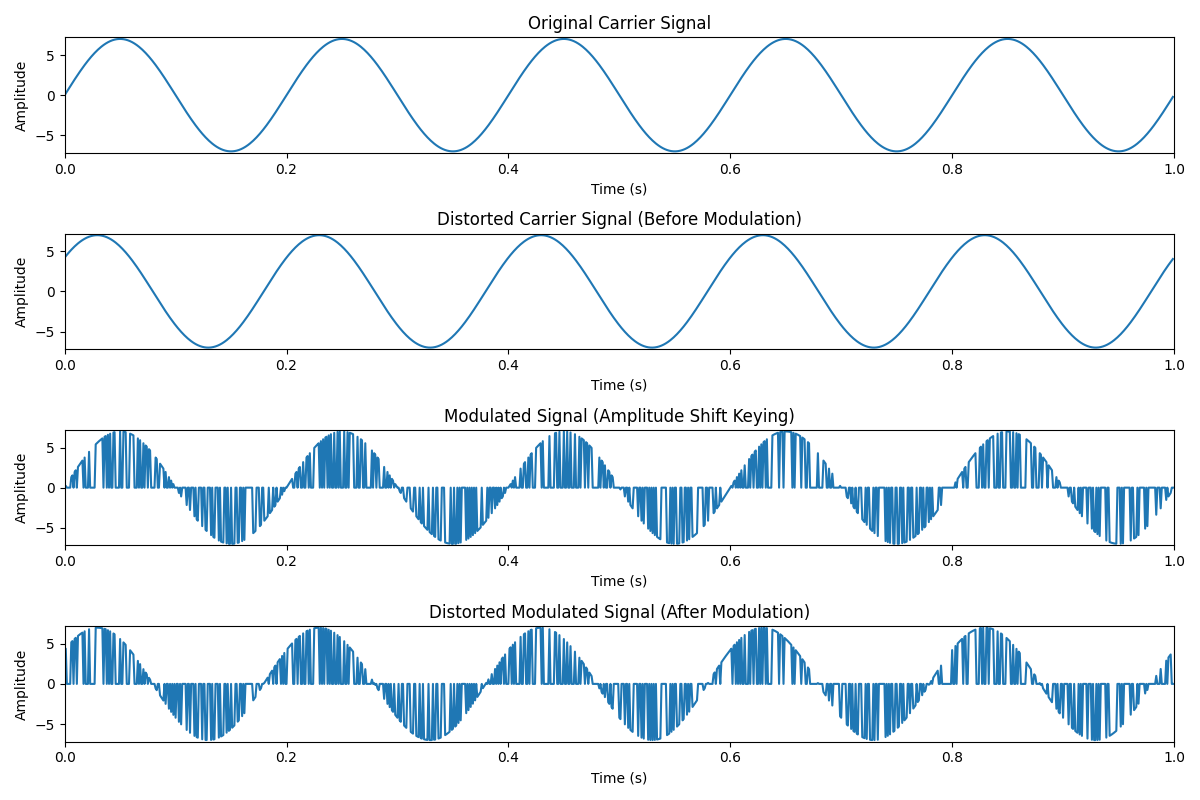 Original Carrier Signal
Amplitude
5
0
−5
0.0 0.2 0.4 0.6 0.8 1.0
Time (s)
Distorted Carrier Signal (Before Modulation)
Amplitude
5
0
−5
0.0 0.2 0.4 0.6 0.8 1.0
Time (s)
Modulated Signal (Amplitude Shift Keying)
Amplitude
5
0
−5
0.0 0.2 0.4 0.6 0.8 1.0
Time (s)
Distorted Modulated Signal (After Modulation)
Amplitude
5
0
−5
0.0 0.2 0.4 0.6 0.8 1.0
Time (s)